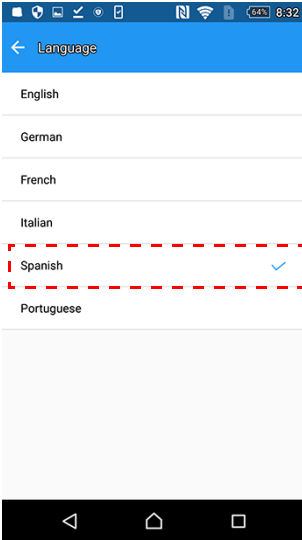 64% 8:32
Language
English
German
French
Italian
Spanish
Portuguese